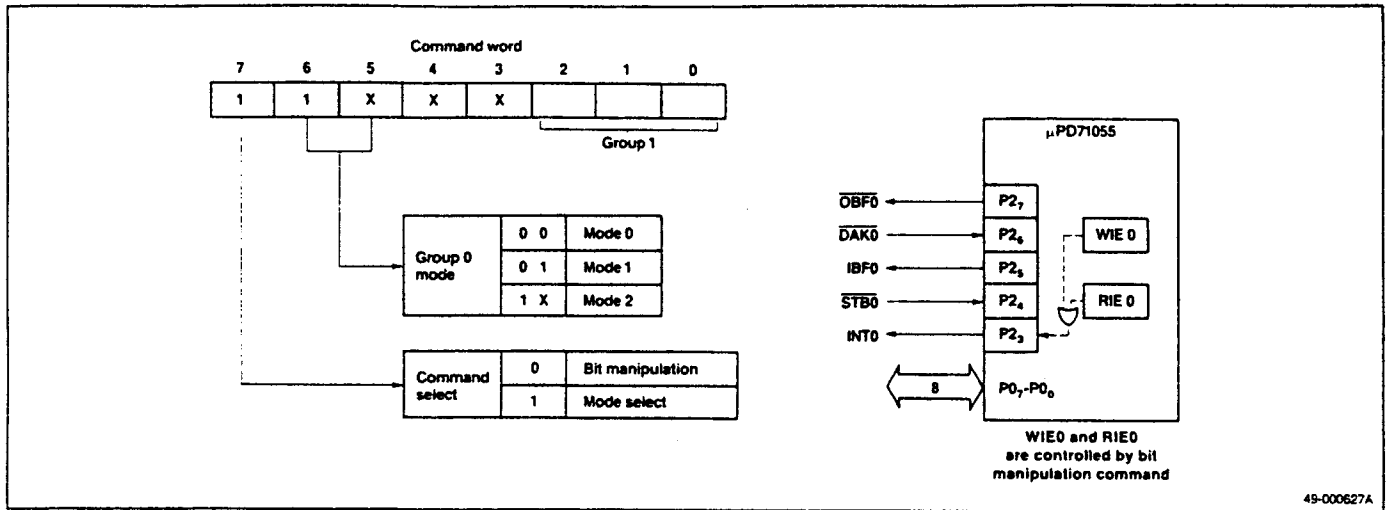 Command word
7 6 5 4 3 2 1 0
1 1 X X X
Group 1
Group 0 mode
0 0 Mode 0
0 1 Mode 1
1 X Mode 2
Command select
0 Bit manipulation
1 Mode select
μPD71055
OBF0 P2₇
DAK0 P2₆ WIE 0
IBF0 P2₅
STB0 P2₄ RIE 0
INT0 P2₃
8 P0₇-P0₀
WIE0 and RIE0
are controlled by bit
manipulation command
49-000627A